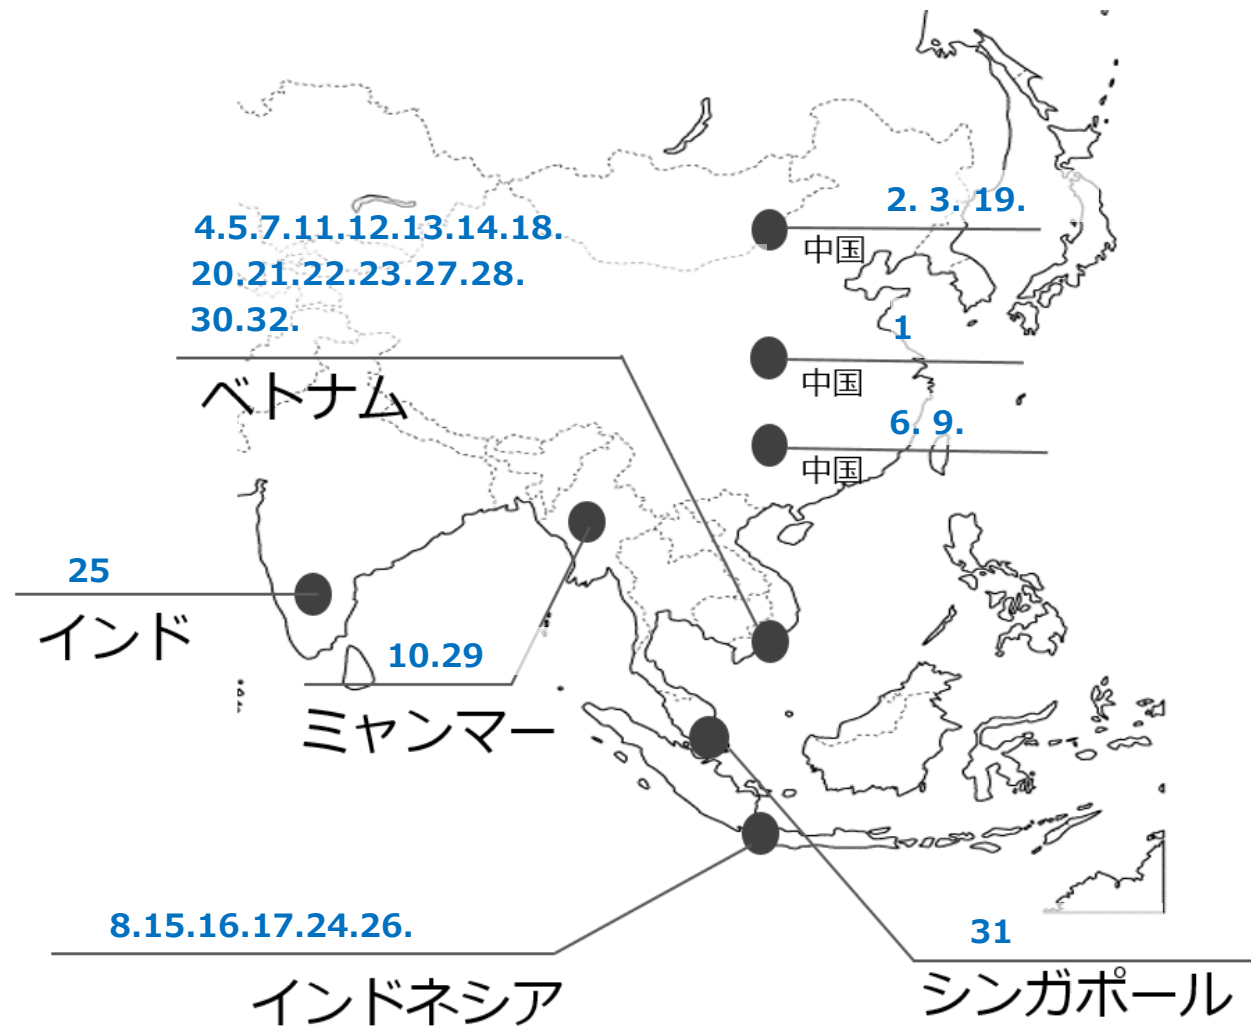 2. 3. 19.
中国
4.5.7.11.12.13.14.18.
20.21.22.23.27.28.
30.32.
ベトナム
1
中国
6. 9.
中国
25
インド
10.29
ミャンマー
8.15.16.17.24.26.
インドネシア
31
シンガポール